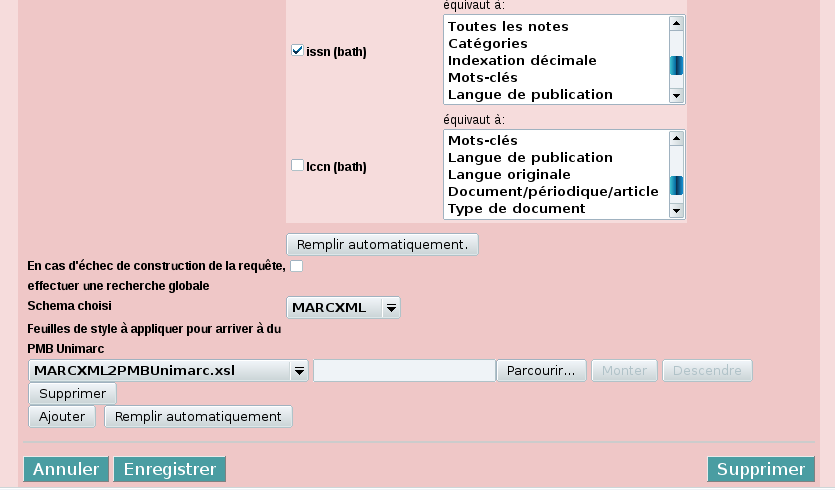 équivaut à:
Toutes les notes
Catégories
issn (bath)
Indexation décimale
Mots-clés
Langue de publication
équivaut à:
Mots-clés
Langue de publication
lccn (bath)
Langue originale
Document/périodique/article
Type de document
Remplir automatiquement.
En cas d'échec de construction de la requête,
effectuer une recherche globale
Schema choisi
MARCXML
Feuilles de style à appliquer pour arriver à du
PMB Unimarc
MARCXML2PMBUnimarc.xsl Parcourir... Monter Descendre
Supprimer
Ajouter Remplir automatiquement
Annuler Enregistrer Supprimer